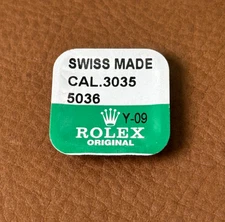 SWISS MADE
CAL.3035
5036
Y-09
ROLEX
ORIGINAL